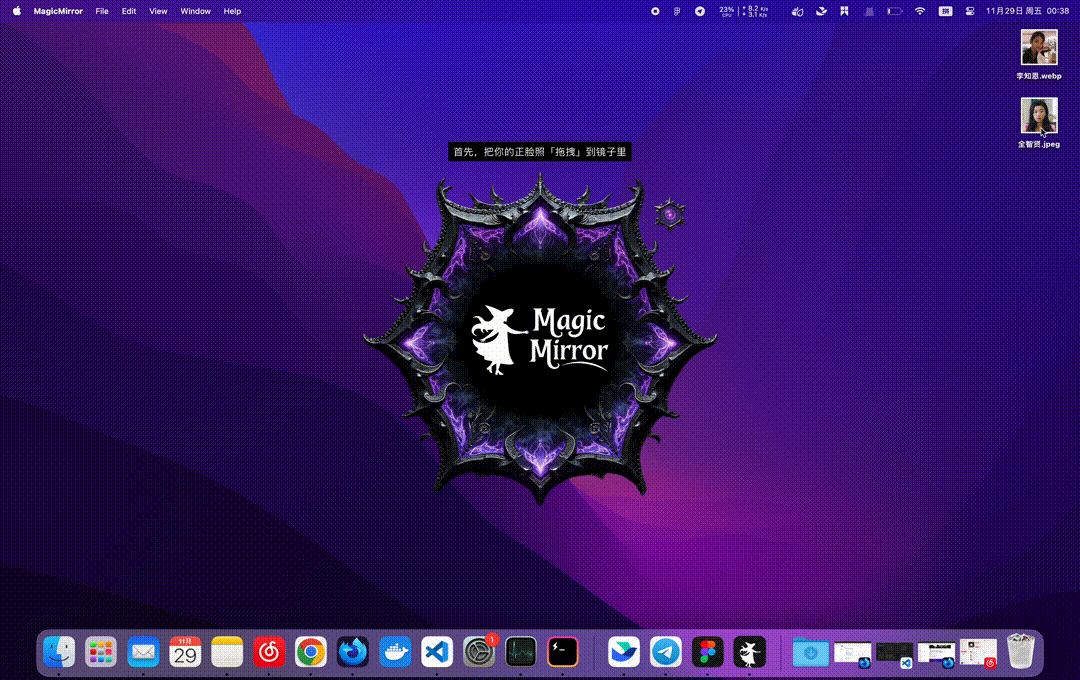 MagicMirror File Edit View Window Help
23% CPU 8.2 K/s 3.1 K/s
11月29日 周五 00:38
李知恩.webp
全智贤.jpeg
首先，把你的正脸照「拖拽」到镜子里
Magic
Mirror
11月
29
1